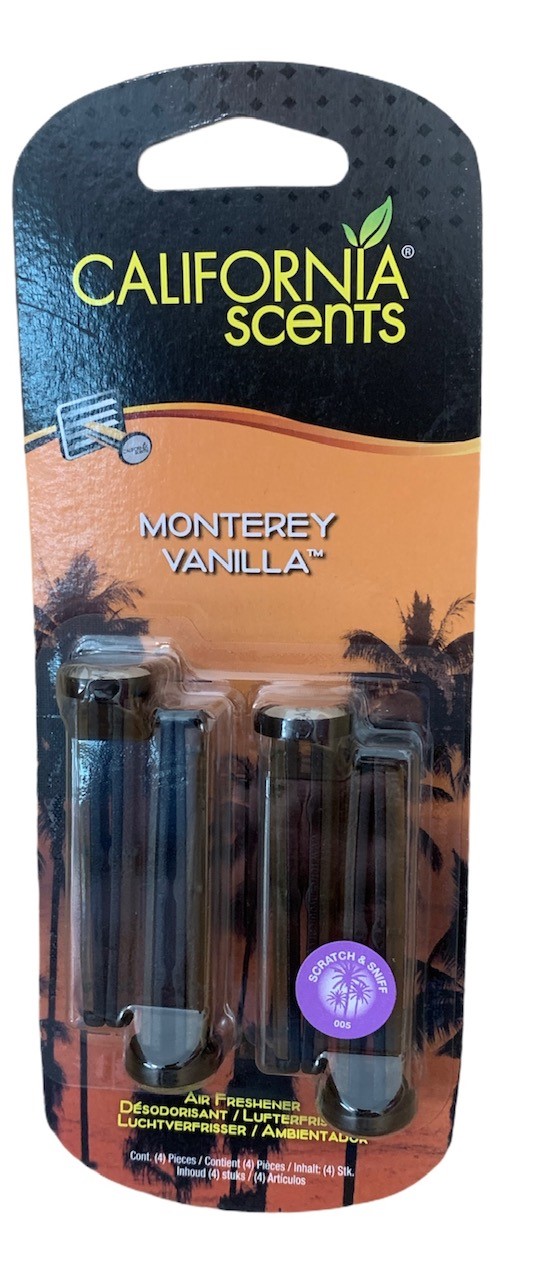 CALIFORNIA®
scents
MONTEREY
VANILLA™
SCRATCH & SNIFF
005
AIR FRESHENER
DÉSODORISANT / 
LUCHTVERFRISSER / AMBIENTADOR
Cont. (4) Pieces / Contient (4) Pièces / Inhalt: (4) Stk.
Inhoud (4) stuks / (4) Artículos